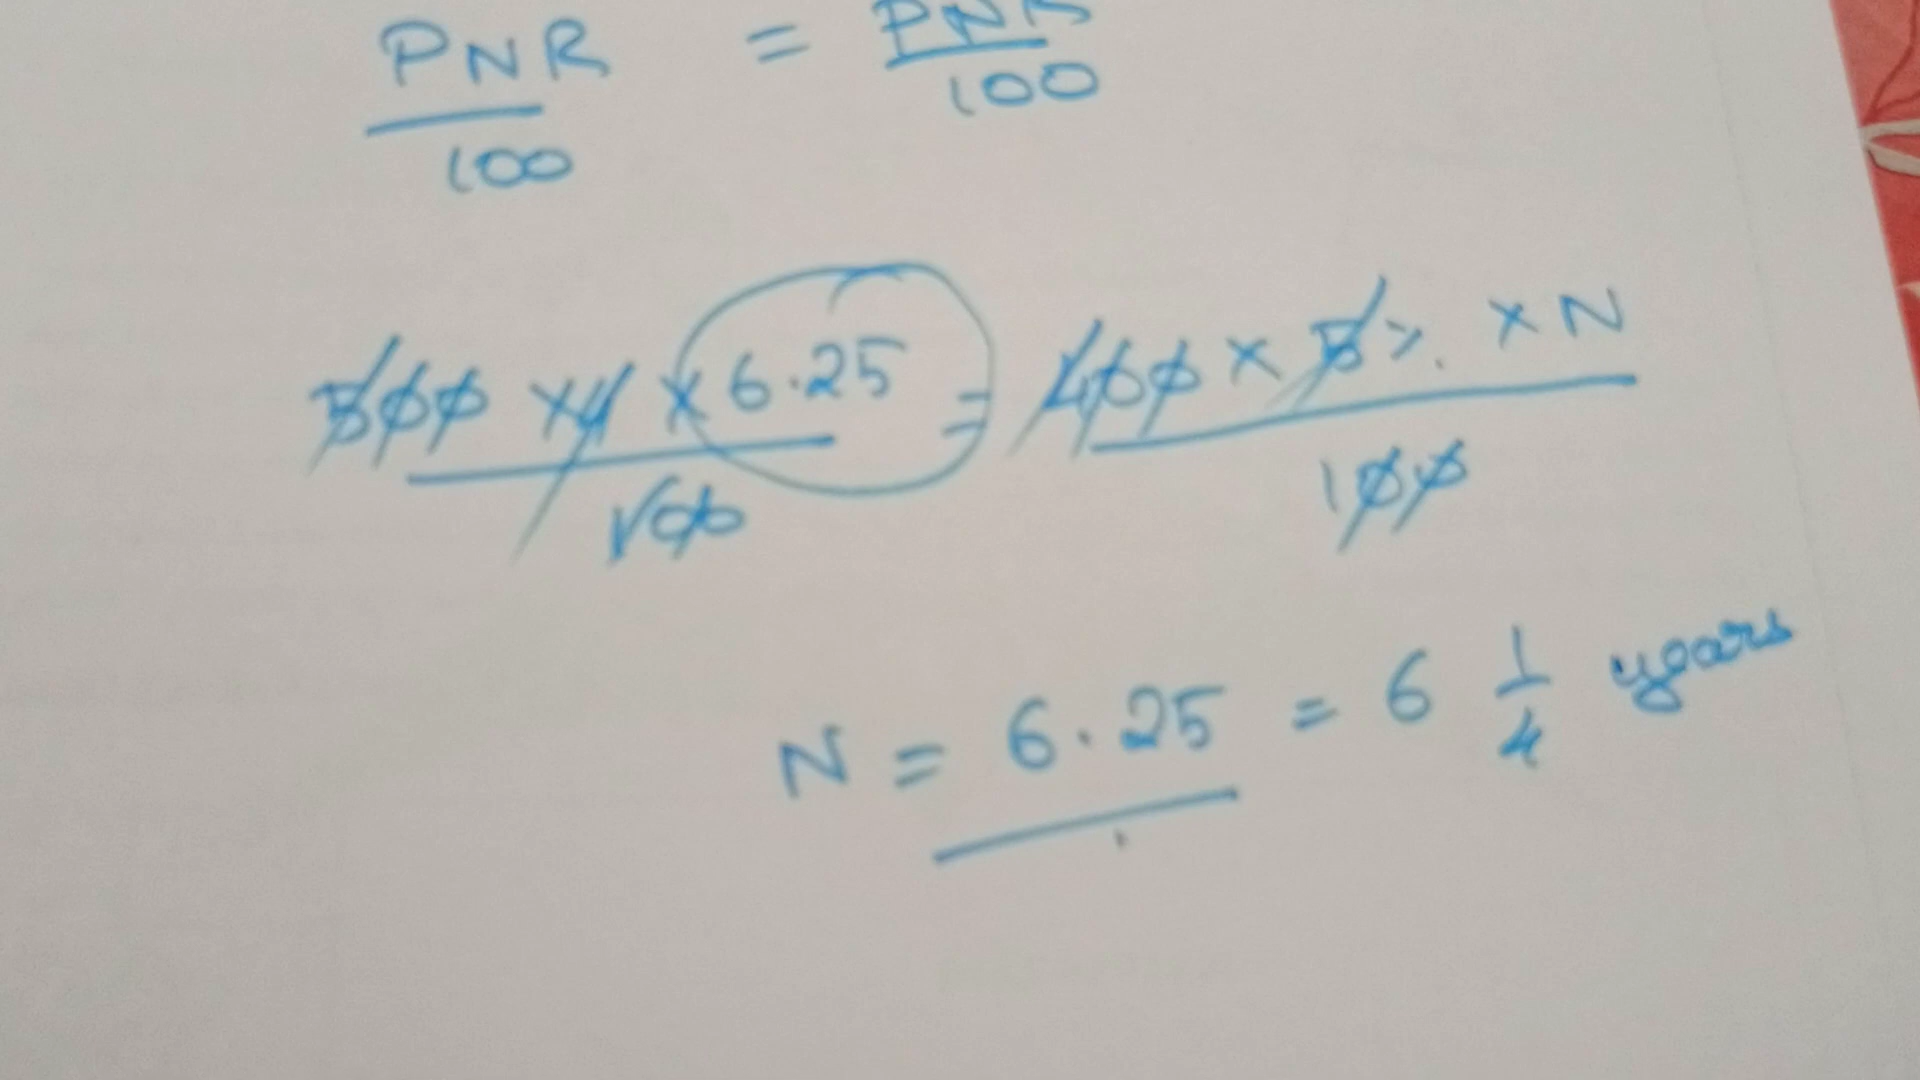 PNR/100 = PNR/100
500 × 4 × 6.25/100 = 400 × 5%. × N/100
N = 6.25 = 6 1/4 years